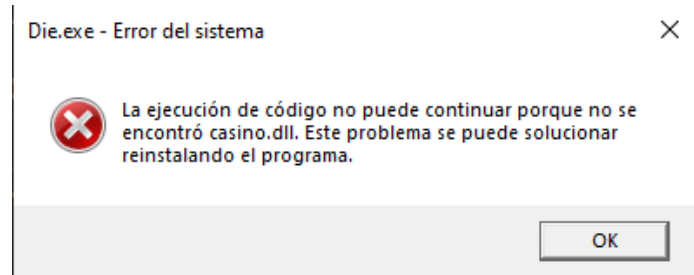 Die.exe - Error del sistema
La ejecución de código no puede continuar porque no se
encontró casino.dll. Este problema se puede solucionar
reinstalando el programa.
OK